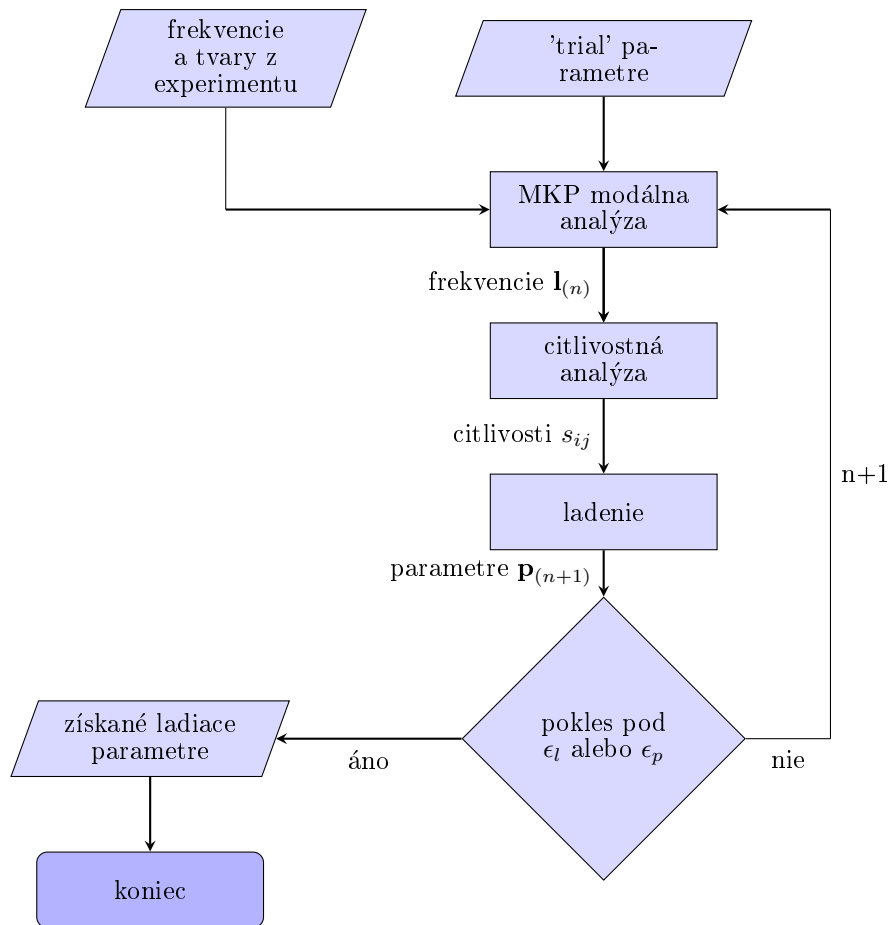 frekvencie
a tvary z
experimentu
'trial' pa-
rametre
MKP modálna
analýza
frekvencie l(n)
citlivostná
analýza
citlivosti sij
n+1
ladenie
parametre p(n+1)
pokles pod
ϵl alebo ϵp
získané ladiace
parametre
áno
nie
koniec